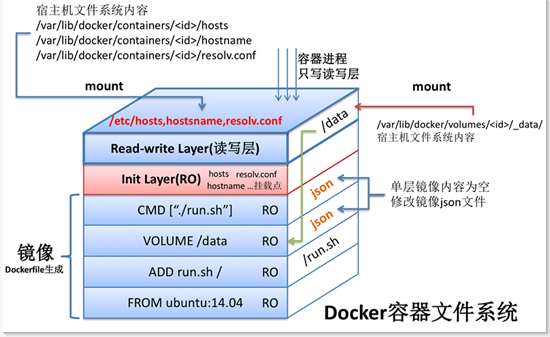 宿主机文件系统内容
/var/lib/docker/containers/<id>/hosts
/var/lib/docker/containers/<id>/hostname
/var/lib/docker/containers/<id>/resolv.conf
容器进程
只写读写层
mount
mount
/etc/hosts,hostsname,resolv.conf
/data
/var/lib/docker/volumes/<id>/_data/
宿主机文件系统内容
Read-write Layer(读写层)
Init Layer(RO)
hosts resolv.conf
hostname ...挂载点
json
单层镜像内容为空
修改镜像json文件
CMD [“./run.sh”] RO
json
镜像
Dockerfile生成
VOLUME /data RO
/run.sh
ADD run.sh / RO
FROM ubuntu:14.04 RO
Docker容器文件系统